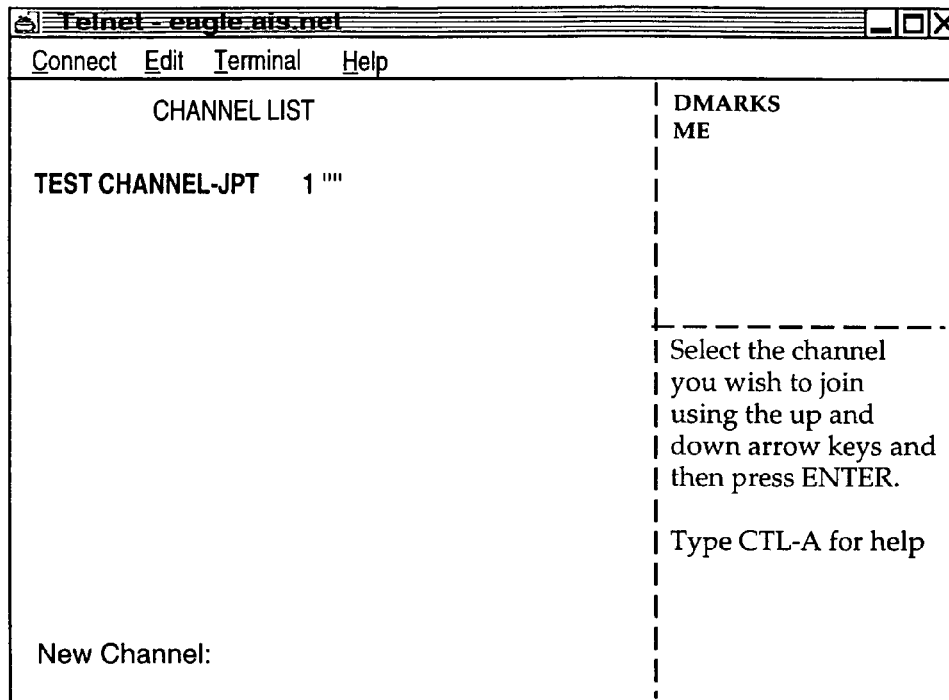 Telnet - eagle.ais.net
Connect Edit Terminal Help
CHANNEL LIST
TEST CHANNEL-JPT 1 ""
New Channel:
DMARKS
ME
Select the channel
you wish to join
using the up and
down arrow keys and
then press ENTER.
Type CTL-A for help